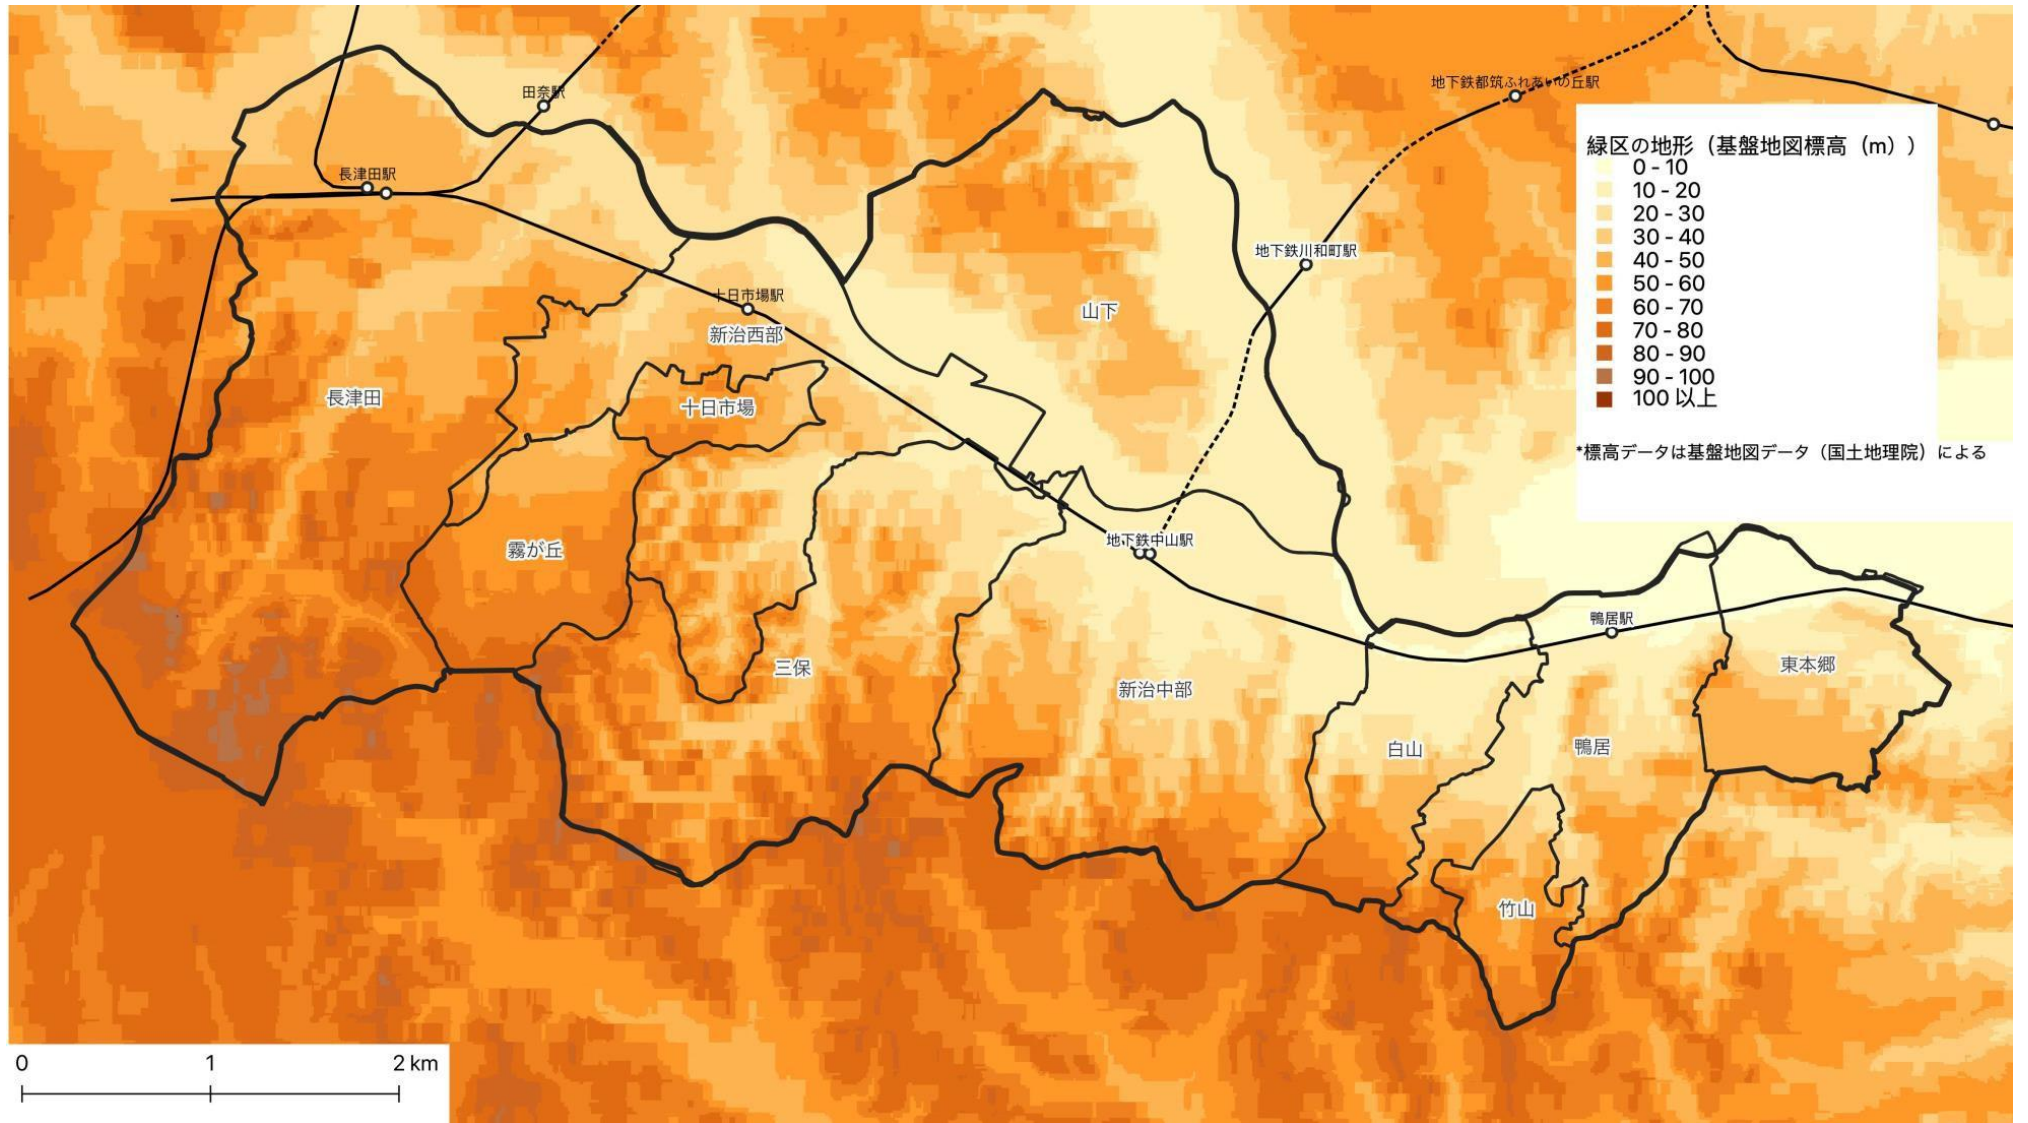 地下鉄都筑ふれあいの丘駅
田奈駅
緑区の地形（基盤地図標高（m））
0 - 10
長津田駅
10 - 20
20 - 30
30 - 40
地下鉄川和町駅
40 - 50
50 - 60
十日市場駅
60 - 70
山下
70 - 80
新治西部
80 - 90
90 - 100
100 以上
長津田
十日市場
*標高データは基盤地図データ（国土地理院）による
地下鉄中山駅
霧が丘
鴨居駅
三保
東本郷
新治中部
白山
鴨居
竹山
0 1 2 km